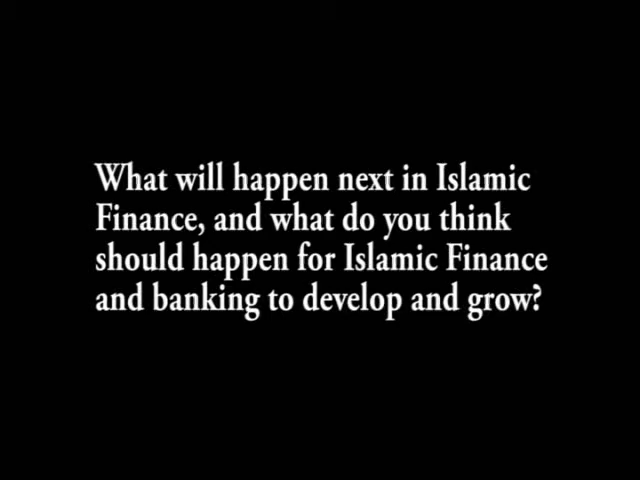 What will happen next in Islamic
Finance, and what do you think
should happen for Islamic Finance
and banking to develop and grow?